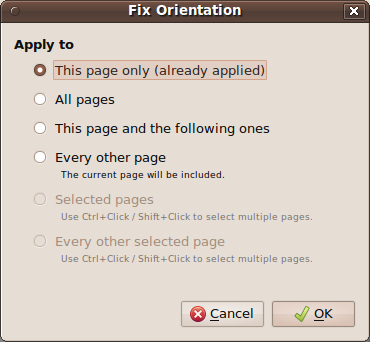 Fix Orientation
Apply to
This page only (already applied)
All pages
This page and the following ones
Every other page
The current page will be included.
Selected pages
Use Ctrl+Click / Shift+Click to select multiple pages.
Every other selected page
Use Ctrl+Click / Shift+Click to select multiple pages.
Cancel OK